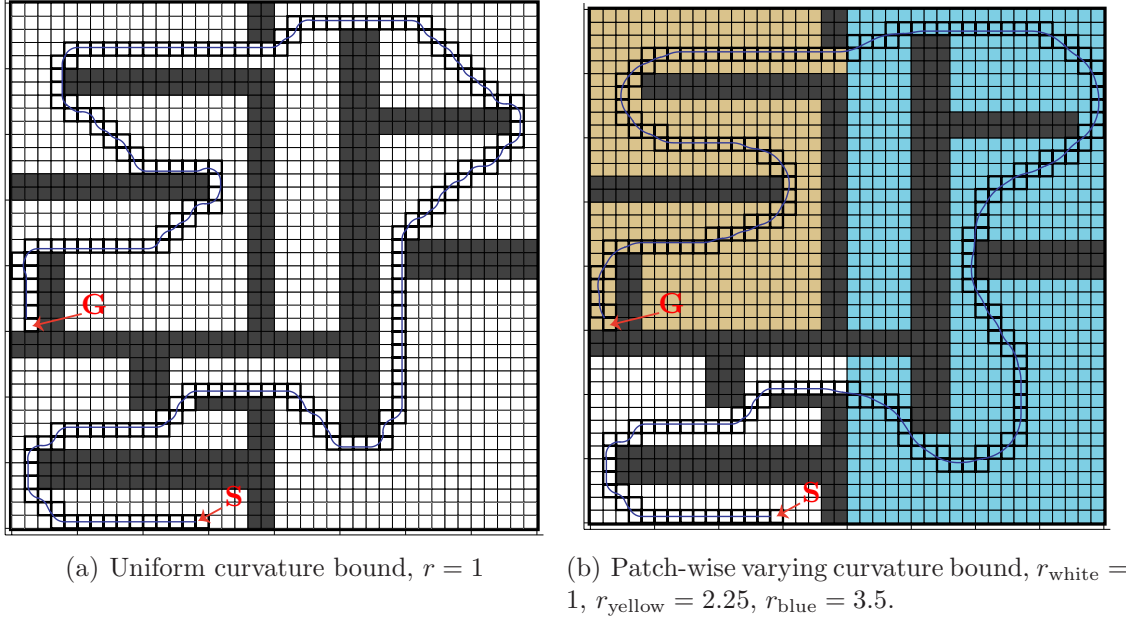 G
S
G
S
(a) Uniform curvature bound, r = 1
(b) Patch-wise varying curvature bound, r_white =
1, r_yellow = 2.25, r_blue = 3.5.